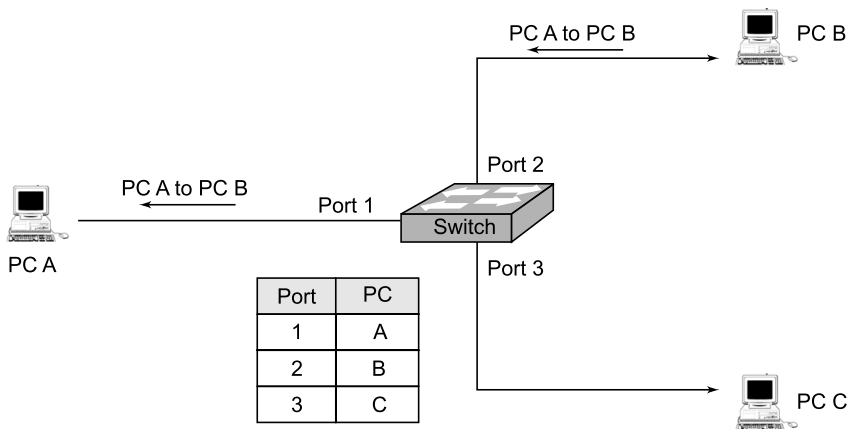 PC A to PC B
PC B
Port 2
PC A to PC B
Port 1
Switch
PC A
Port 3
Port PC
1 A
2 B
3 C
PC C